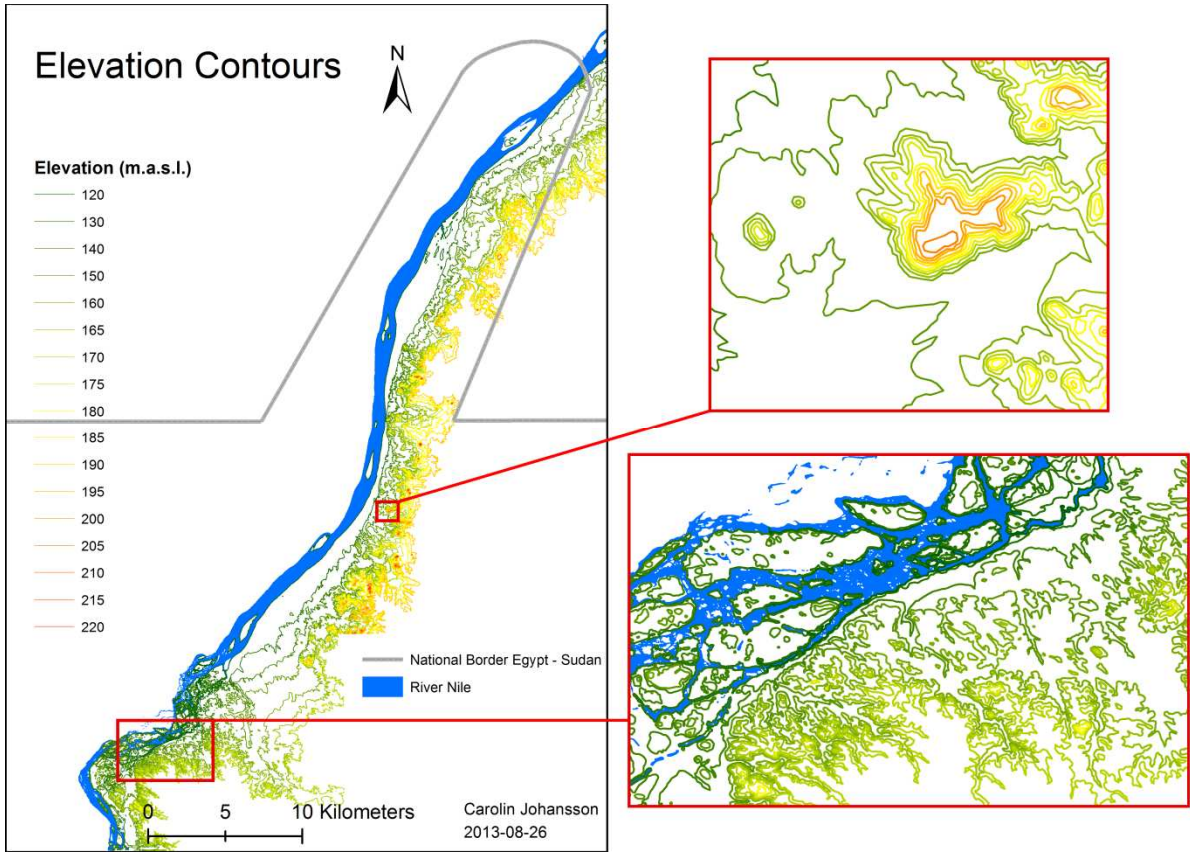 Elevation Contours
N
Elevation (m.a.s.l.)
120
130
140
150
160
165
170
175
180
185
190
195
200
205
210
215
220
National Border Egypt - Sudan
River Nile
0 5 10 Kilometers
Carolin Johansson
2013-08-26